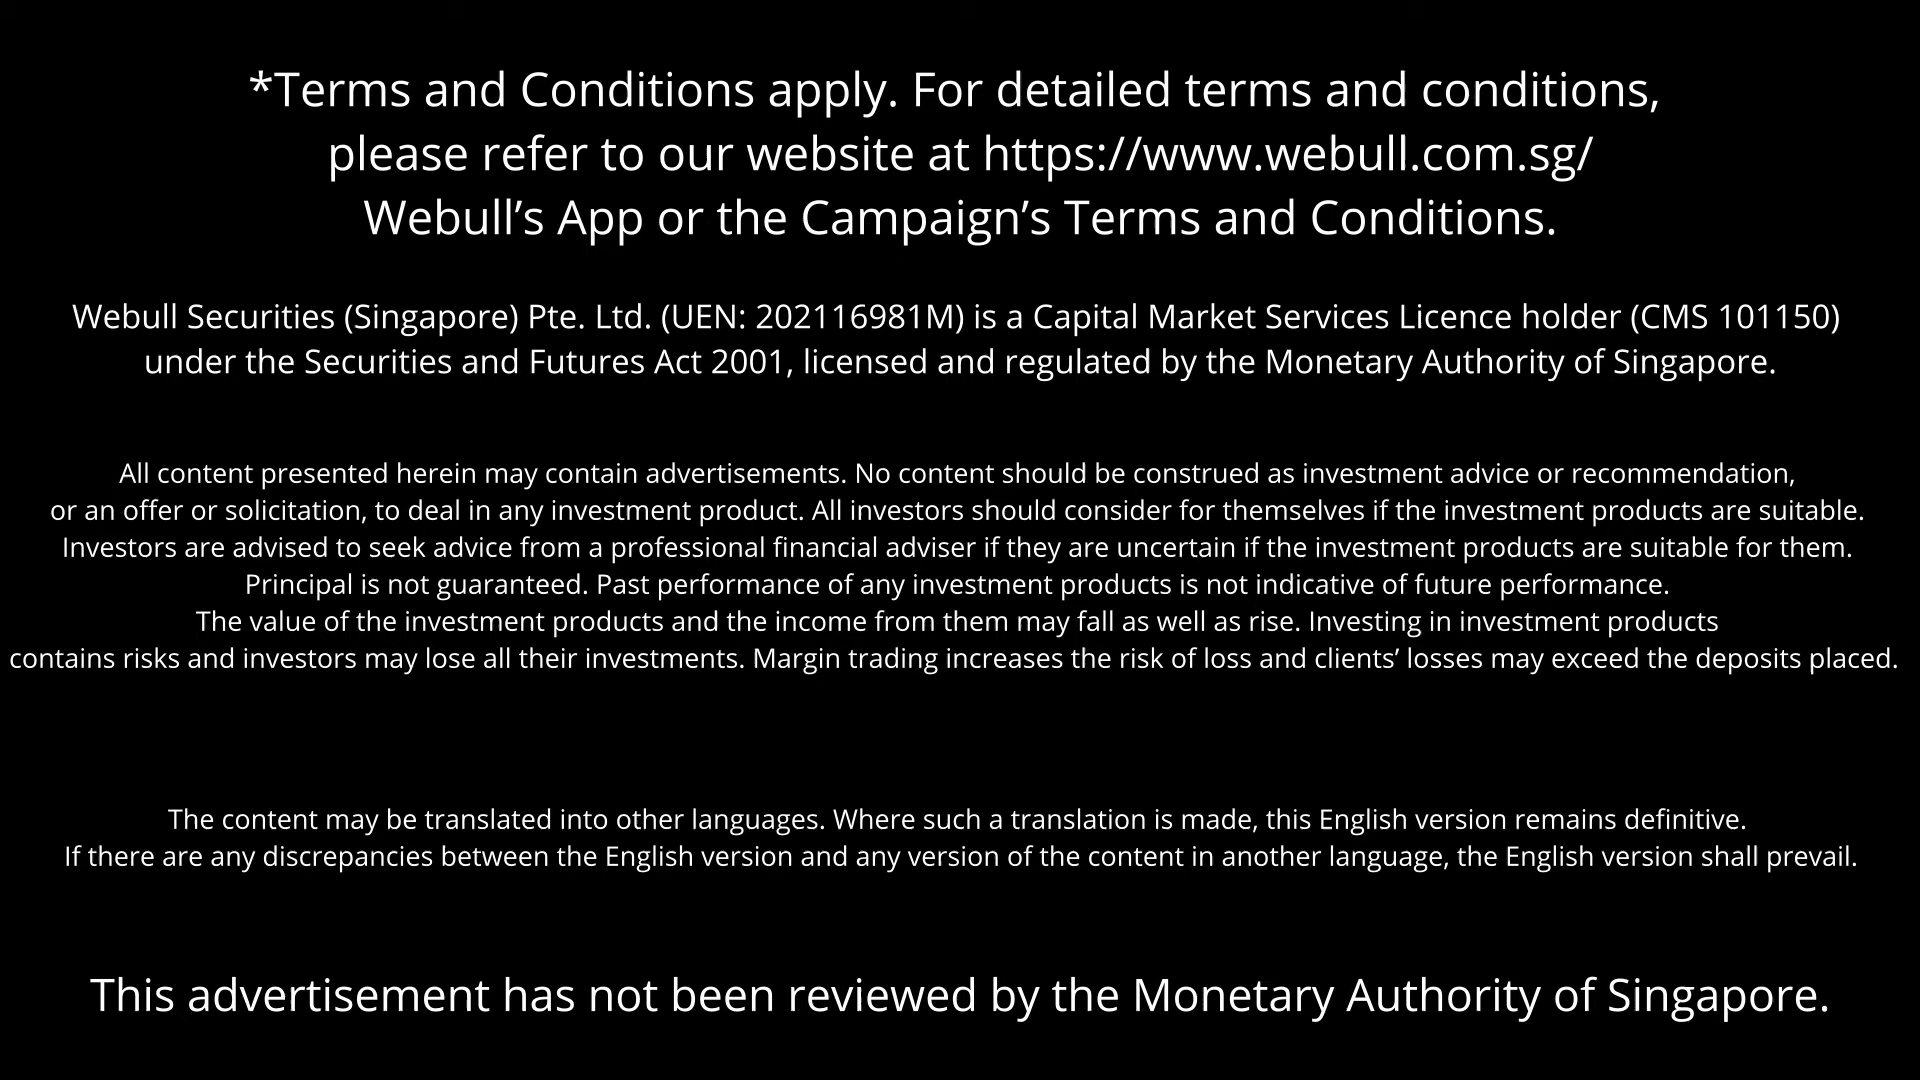 *Terms and Conditions apply. For detailed terms and conditions,
please refer to our website at https://www.webull.com.sg/
Webull’s App or the Campaign’s Terms and Conditions.
Webull Securities (Singapore) Pte. Ltd. (UEN: 202116981M) is a Capital Market Services Licence holder (CMS 101150)
under the Securities and Futures Act 2001, licensed and regulated by the Monetary Authority of Singapore.
All content presented herein may contain advertisements. No content should be construed as investment advice or recommendation,
or an offer or solicitation, to deal in any investment product. All investors should consider for themselves if the investment products are suitable.
Investors are advised to seek advice from a professional financial adviser if they are uncertain if the investment products are suitable for them.
Principal is not guaranteed. Past performance of any investment products is not indicative of future performance.
The value of the investment products and the income from them may fall as well as rise. Investing in investment products
contains risks and investors may lose all their investments. Margin trading increases the risk of loss and clients’ losses may exceed the deposits placed.
The content may be translated into other languages. Where such a translation is made, this English version remains definitive.
If there are any discrepancies between the English version and any version of the content in another language, the English version shall prevail.
This advertisement has not been reviewed by the Monetary Authority of Singapore.